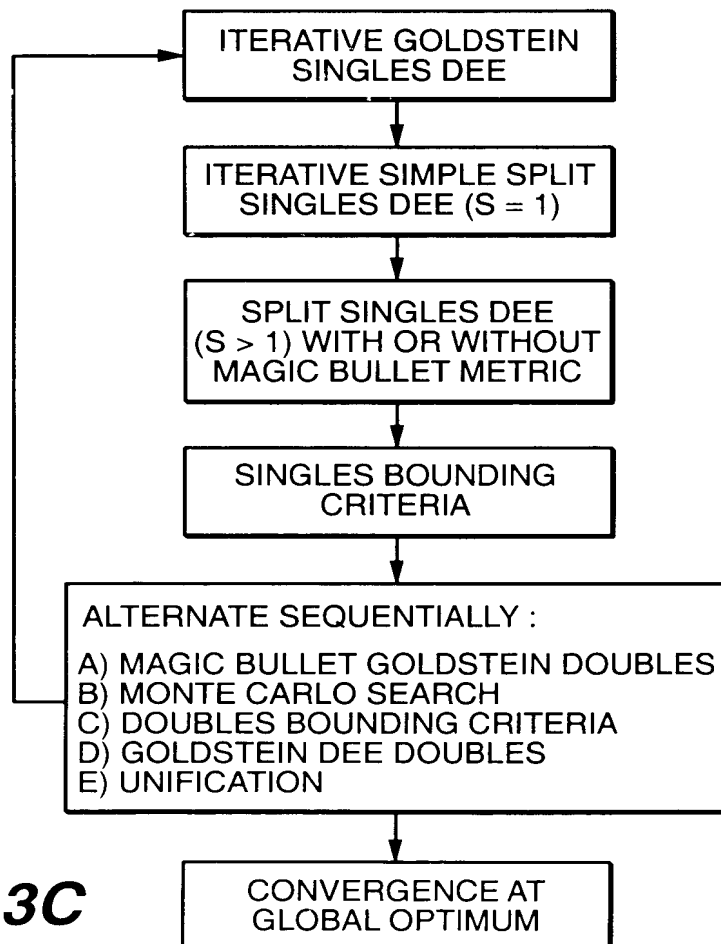 ITERATIVE GOLDSTEIN
SINGLES DEE
ITERATIVE SIMPLE SPLIT
SINGLES DEE (S = 1)
SPLIT SINGLES DEE
(S > 1) WITH OR WITHOUT
MAGIC BULLET METRIC
SINGLES BOUNDING
CRITERIA
ALTERNATE SEQUENTIALLY :
A) MAGIC BULLET GOLDSTEIN DOUBLES
B) MONTE CARLO SEARCH
C) DOUBLES BOUNDING CRITERIA
D) GOLDSTEIN DEE DOUBLES
E) UNIFICATION
CONVERGENCE AT
GLOBAL OPTIMUM
3C